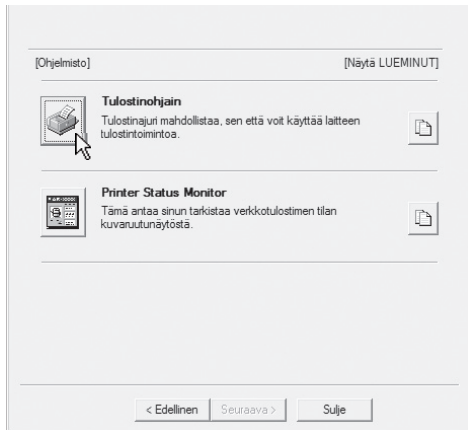 [Ohjelmisto] [Näytä LUEMINUT]
Tulostinohjain
Tulostinajuri mahdollistaa, sen että voit käyttää laitteen
tulostintoimintoa.
Printer Status Monitor
Tämä antaa sinun tarkistaa verkkotulostimen tilan
kuvaruutunäytöstä.
< Edellinen Seuraava > Sulje